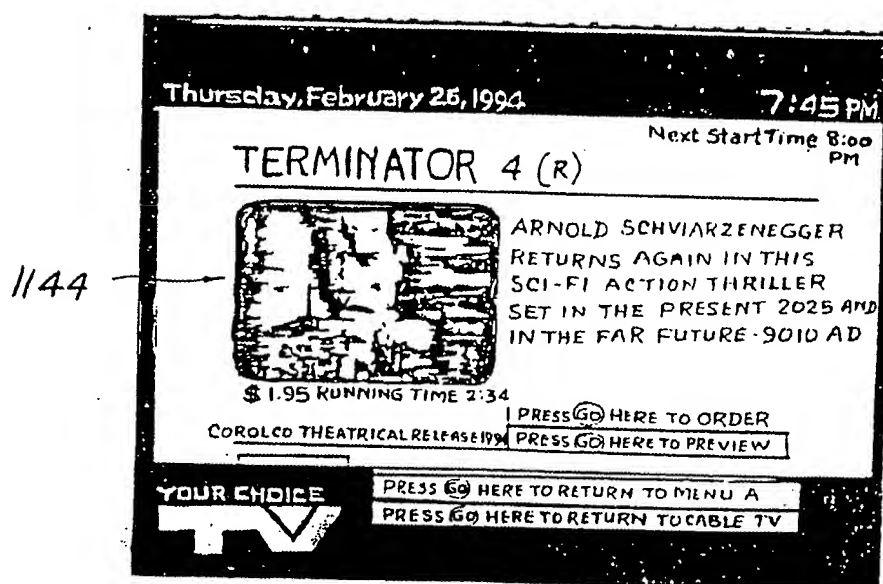 Thursday, February 26, 1994
7:45 PM
Next Start Time 8:00
PM
TERMINATOR 4 (R)
1144
ARNOLD SCHVIARZENEGGER
RETURNS AGAIN IN THIS
SCI-FI ACTION THRILLER
SET IN THE PRESENT 2025 AND
IN THE FAR FUTURE-9010 AD
$ 1.95 RUNNING TIME 2:34
PRESS GO HERE TO ORDER
COROLCO THEATRICAL RELEASE 1994
PRESS GO HERE TO PREVIEW
YOUR CHOICE
TV
PRESS GO HERE TO RETURN TO MENU A
PRESS GO HERE TO RETURN TO CABLE TV